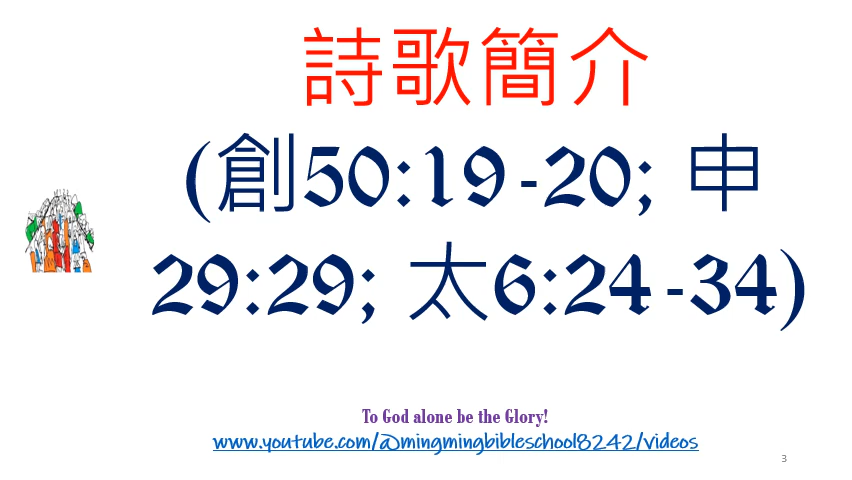 詩歌簡介
(創50:19-20; 申
29:29; 太6:24-34)
To God alone be the Glory!
www.youtube.com/@mingmingbibleschool8242/videos
3